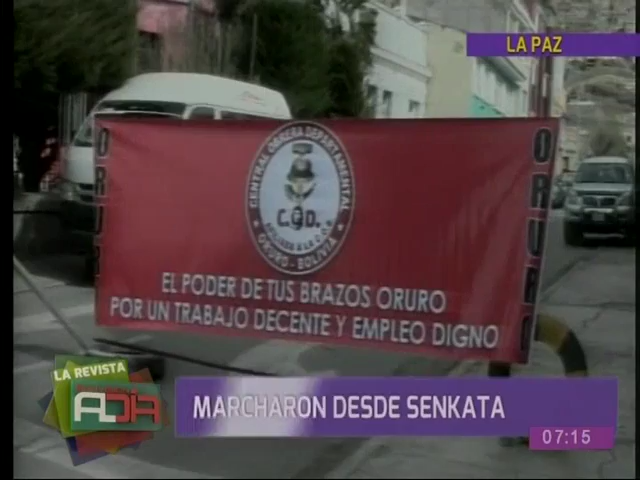 LA PAZ
ORURO
CENTRAL OBRERA DEPARTAMENTAL
C.O.D.
ORURO - BOLIVIA
ORURO
EL PODER DE TUS BRAZOS ORURO
POR UN TRABAJO DECENTE Y EMPLEO DIGNO
LA REVISTA
MARCHARON DESDE SENKATA
07:15